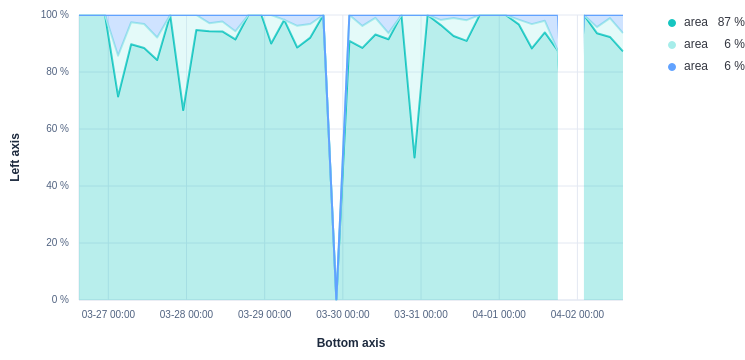 100 %
80 %
60 %
40 %
20 %
0 %
Left axis
03-27 00:00
03-28 00:00
03-29 00:00
03-30 00:00
03-31 00:00
04-01 00:00
04-02 00:00
Bottom axis
area 87 %
area 6 %
area 6 %